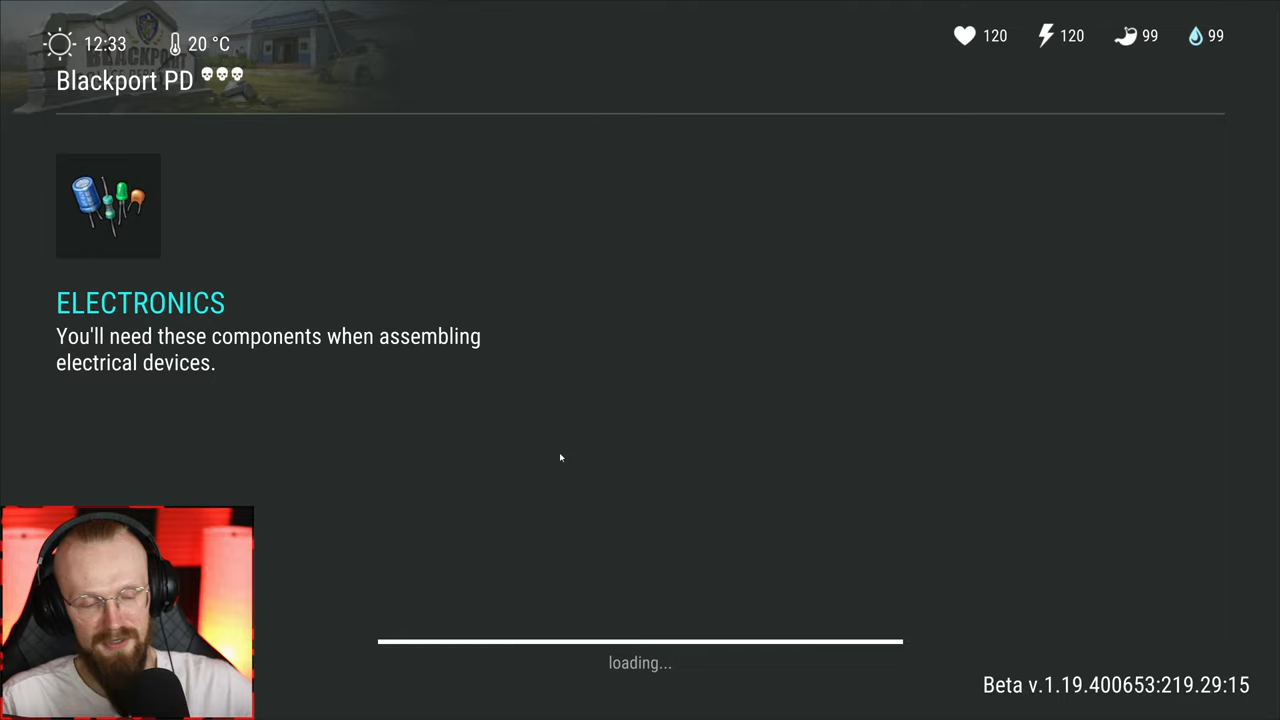 12:33 20 °C 120 120 99 99
BLACKPORT
Blackport PD
ELECTRONICS
You'll need these components when assembling
electrical devices.
loading...
Beta v.1.19.400653:219.29:15